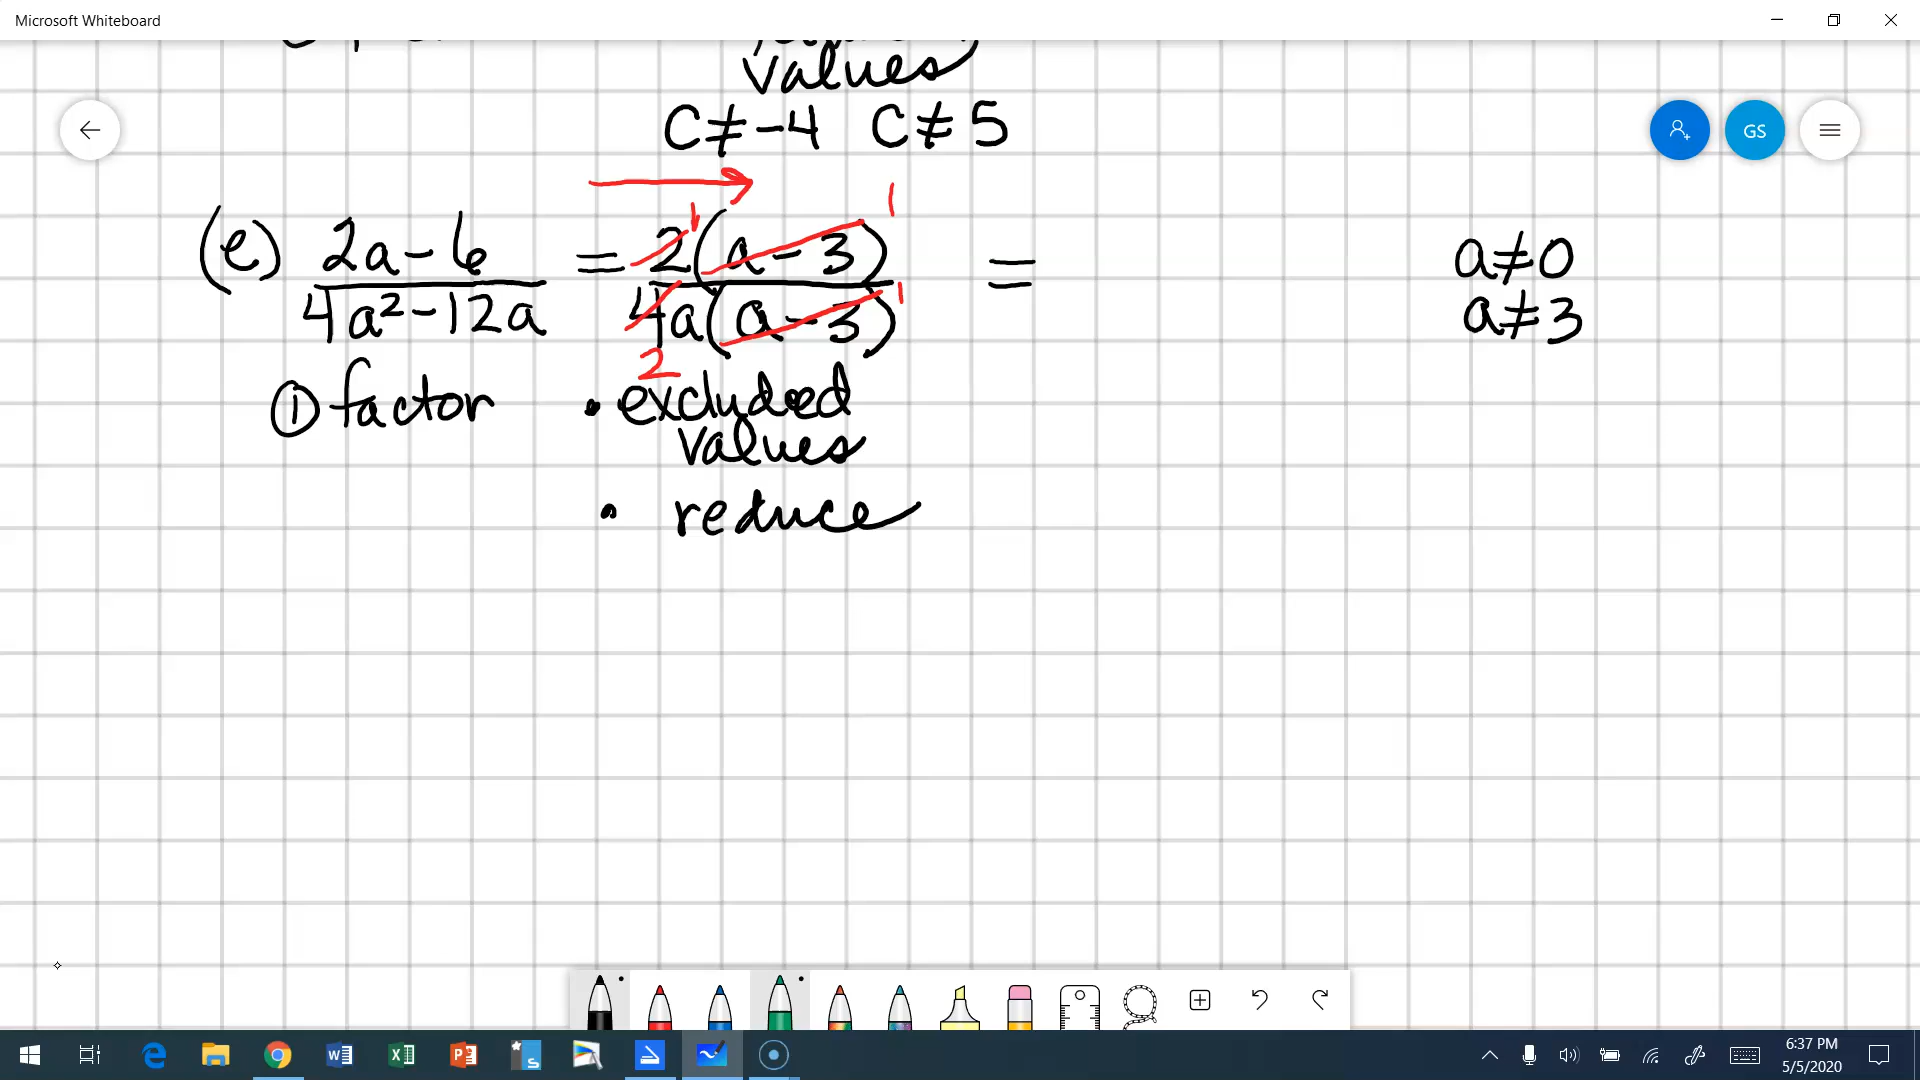 Microsoft Whiteboard
values
C≠-4 C≠5
GS
(e) 2a-6 = 2(a-3) = a≠0
4a²-12a 4a(a-3) a≠3
1 1
1
2
① factor • excluded
values
• reduce
6:37 PM
5/5/2020